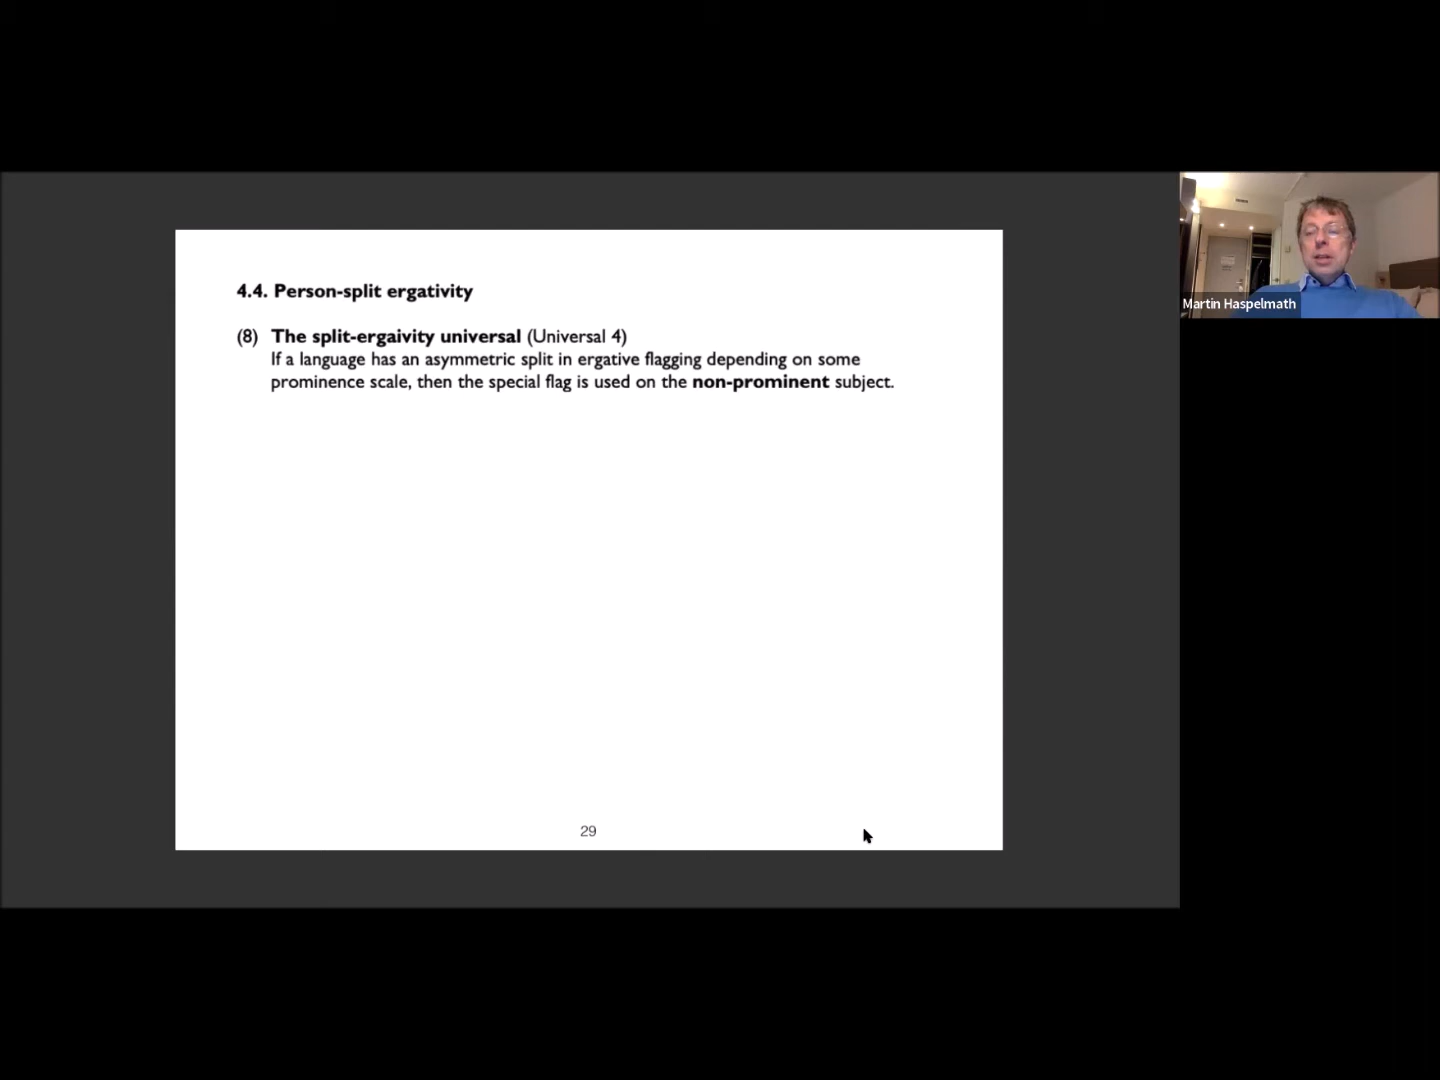 4.4. Person-split ergativity
(8) The split-ergaivity universal (Universal 4)
If a language has an asymmetric split in ergative flagging depending on some
prominence scale, then the special flag is used on the non-prominent subject.
29
Martin Haspelmath